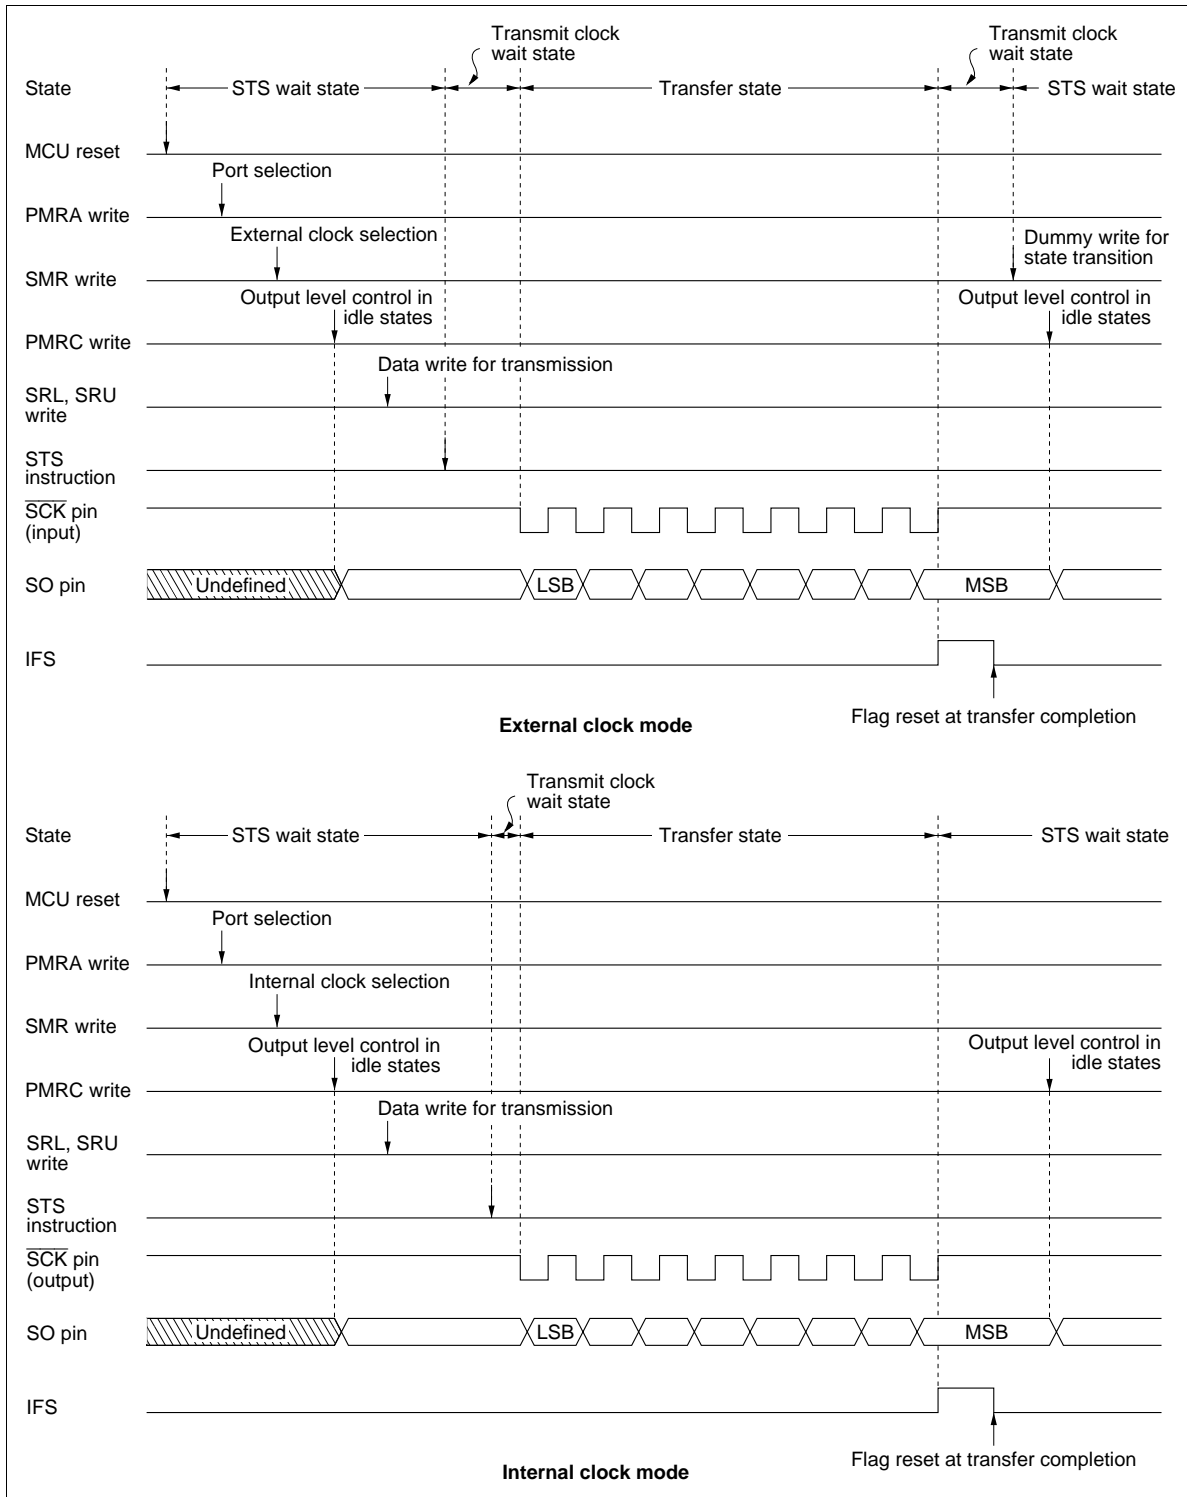 Transmit clock
wait state
Transmit clock
wait state
State
STS wait state
Transfer state
STS wait state
MCU reset
Port selection
PMRA write
External clock selection
Dummy write for
state transition
SMR write
Output level control in
idle states
Output level control in
idle states
PMRC write
Data write for transmission
SRL, SRU
write
STS
instruction
SCK pin
(input)
SO pin
Undefined
LSB
MSB
IFS
Flag reset at transfer completion
External clock mode
Transmit clock
wait state
State
STS wait state
Transfer state
STS wait state
MCU reset
Port selection
PMRA write
Internal clock selection
SMR write
Output level control in
idle states
Output level control in
idle states
PMRC write
Data write for transmission
SRL, SRU
write
STS
instruction
SCK pin
(output)
SO pin
Undefined
LSB
MSB
IFS
Flag reset at transfer completion
Internal clock mode